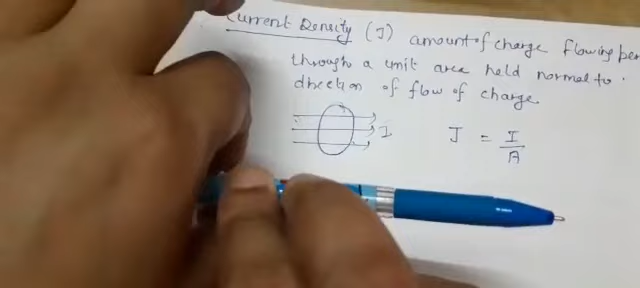 Current Density (J) amount of charge flowing per
through a unit area held normal to
direction of flow of charge.
I
J = I/A